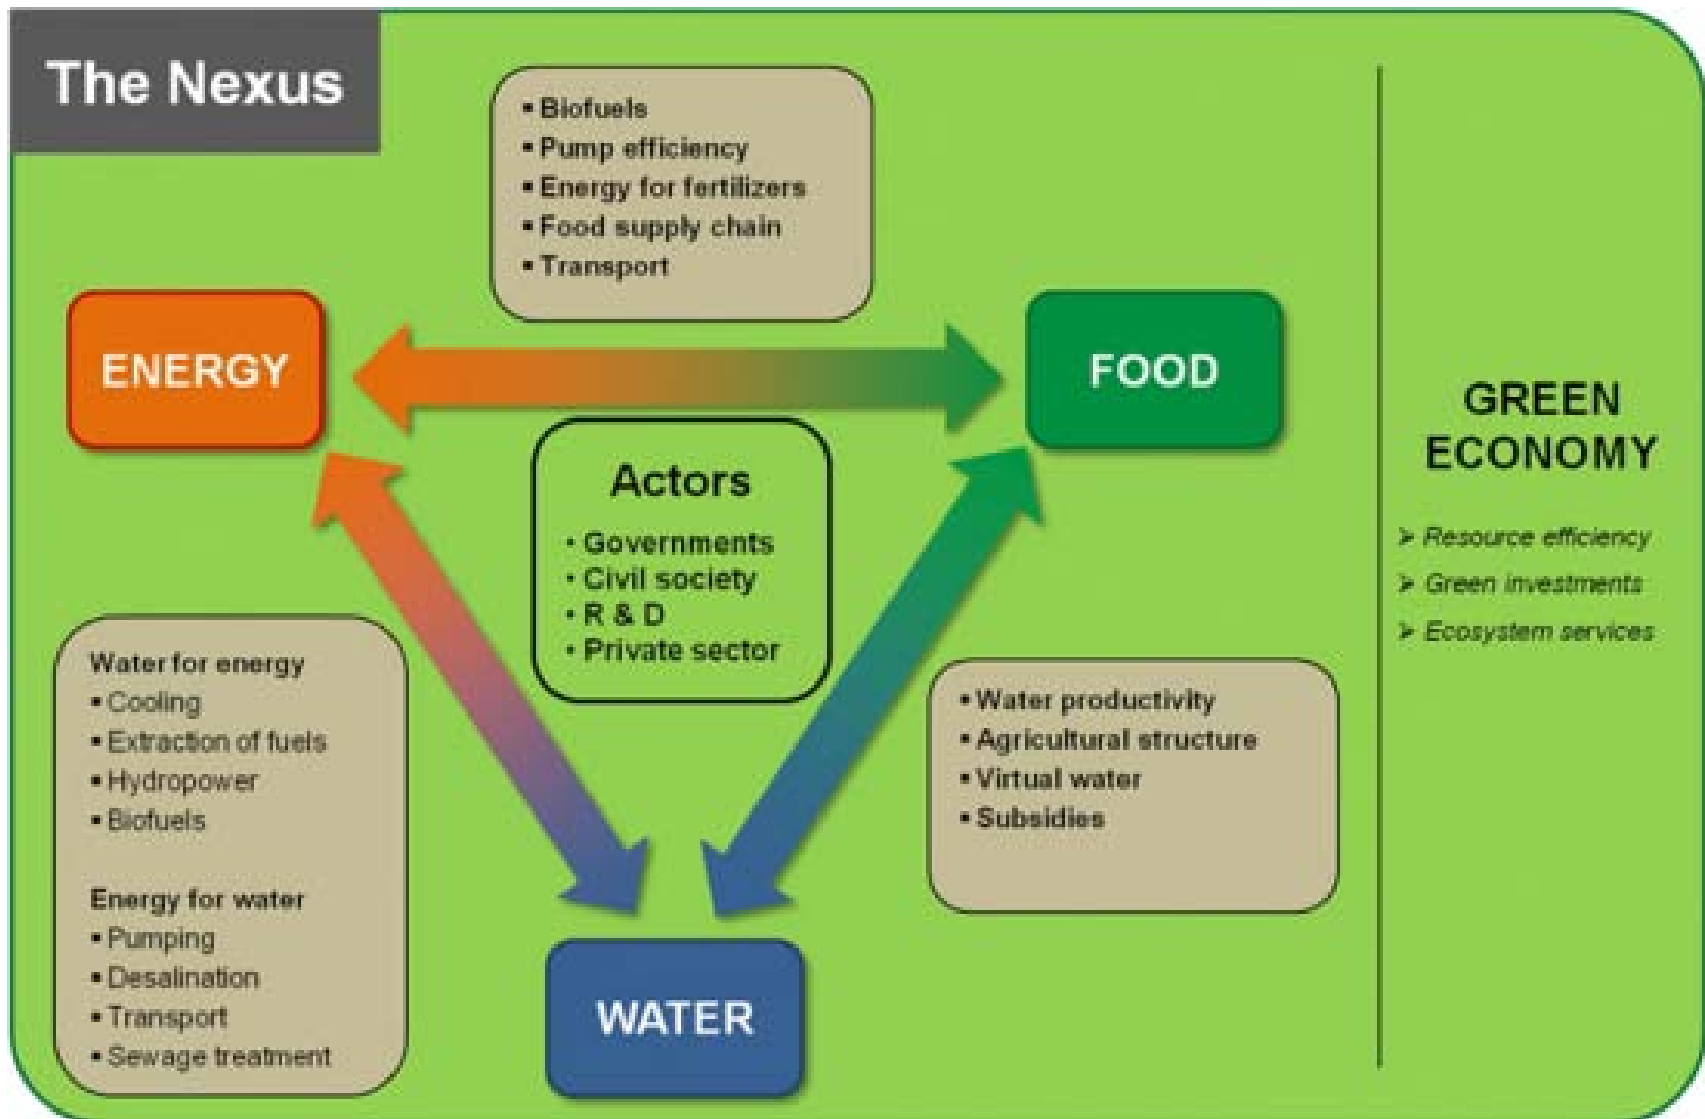 The Nexus
▪ Biofuels
▪ Pump efficiency
▪ Energy for fertilizers
▪ Food supply chain
▪ Transport
ENERGY
FOOD
Actors
• Governments
• Civil society
• R & D
• Private sector
Water for energy
▪ Cooling
▪ Extraction of fuels
▪ Hydropower
▪ Biofuels
Energy for water
▪ Pumping
▪ Desalination
▪ Transport
▪ Sewage treatment
▪ Water productivity
▪ Agricultural structure
▪ Virtual water
▪ Subsidies
WATER
GREEN
ECONOMY
➢ Resource efficiency
➢ Green investments
➢ Ecosystem services